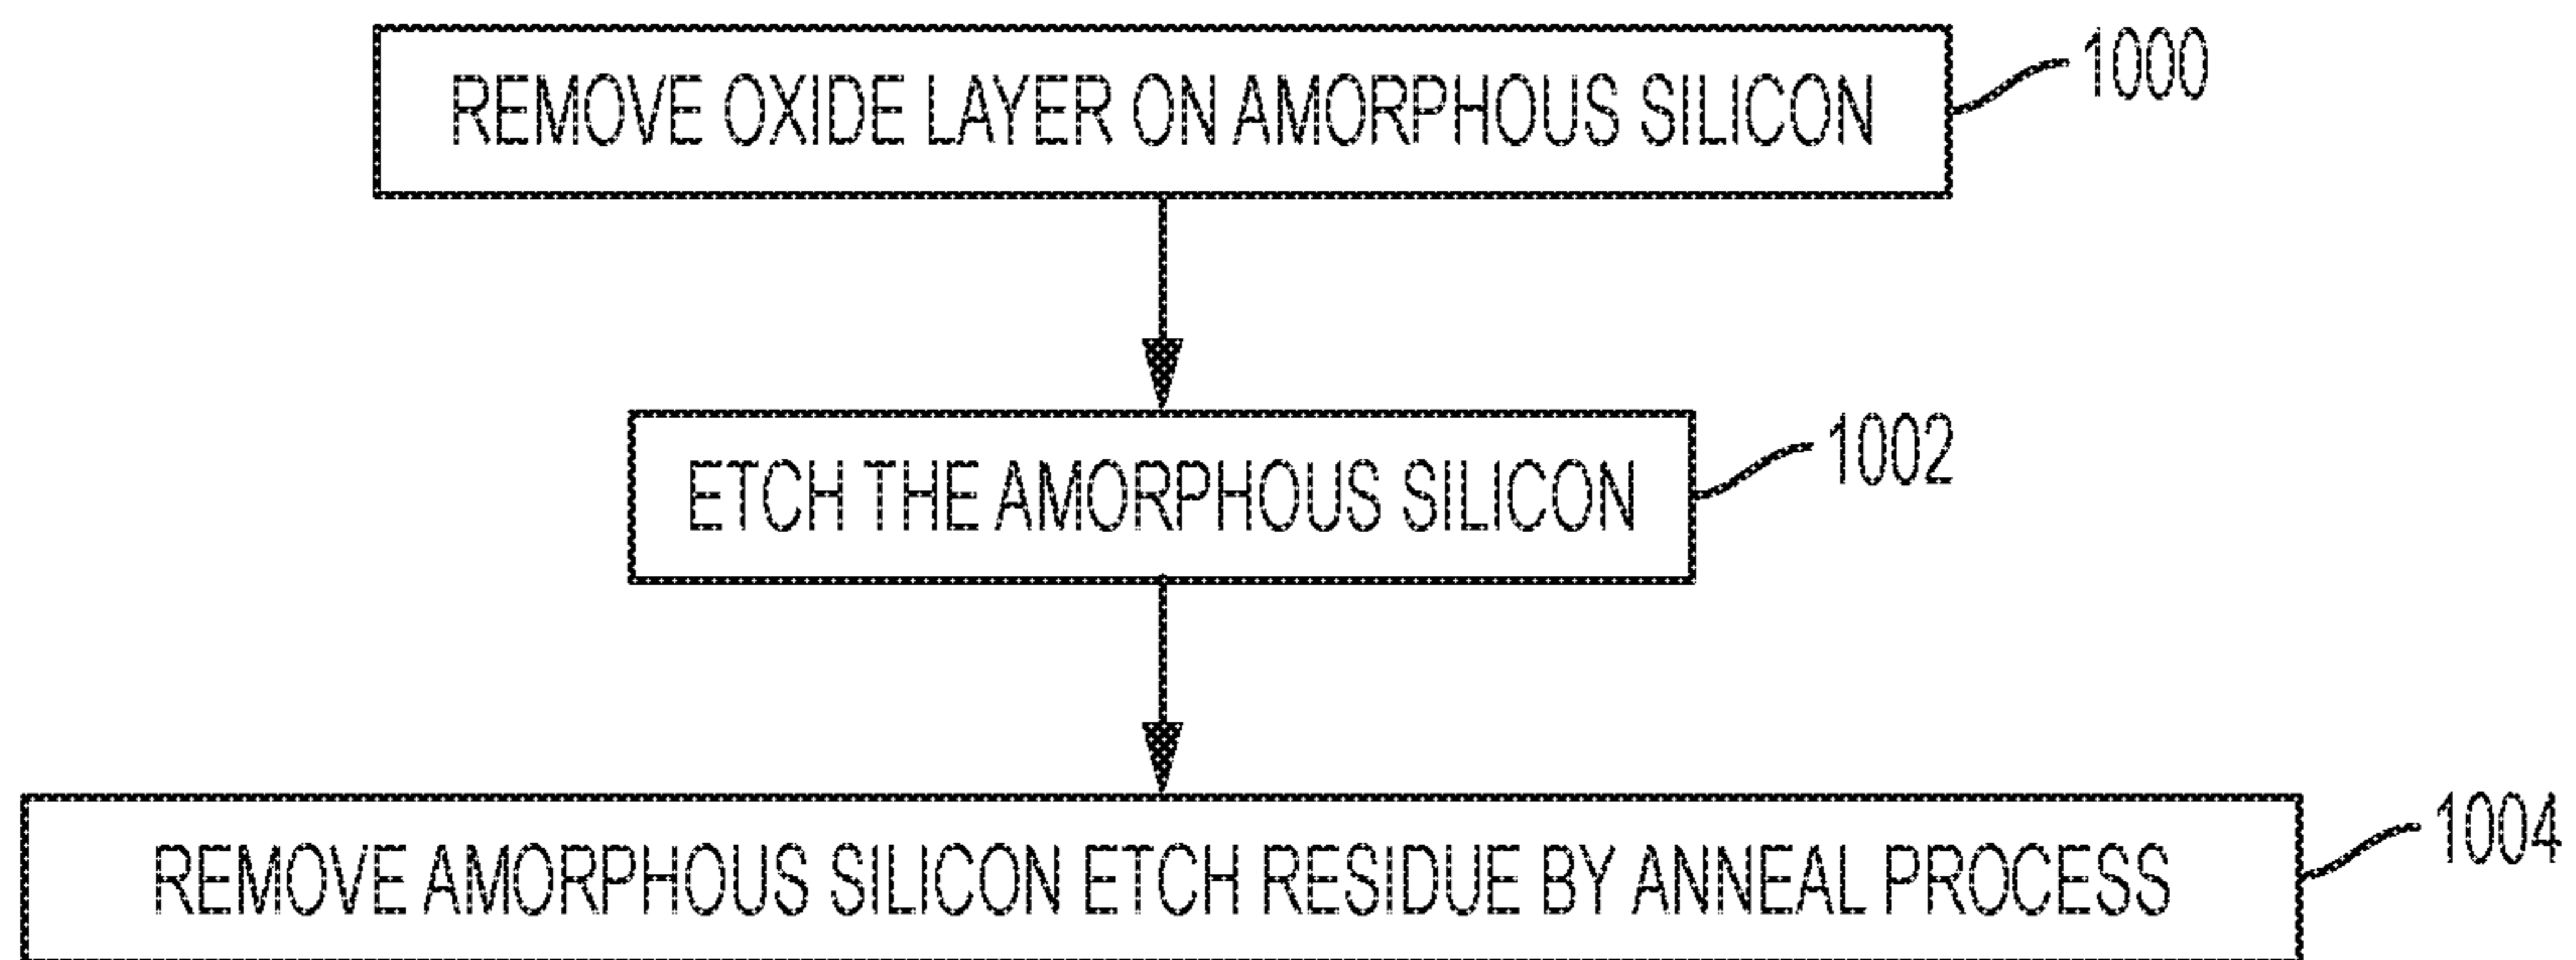 REMOVE OXIDE LAYER ON AMORPHOUS SILICON
1000
ETCH THE AMORPHOUS SILICON
1002
REMOVE AMORPHOUS SILICON ETCH RESIDUE BY ANNEAL PROCESS
1004